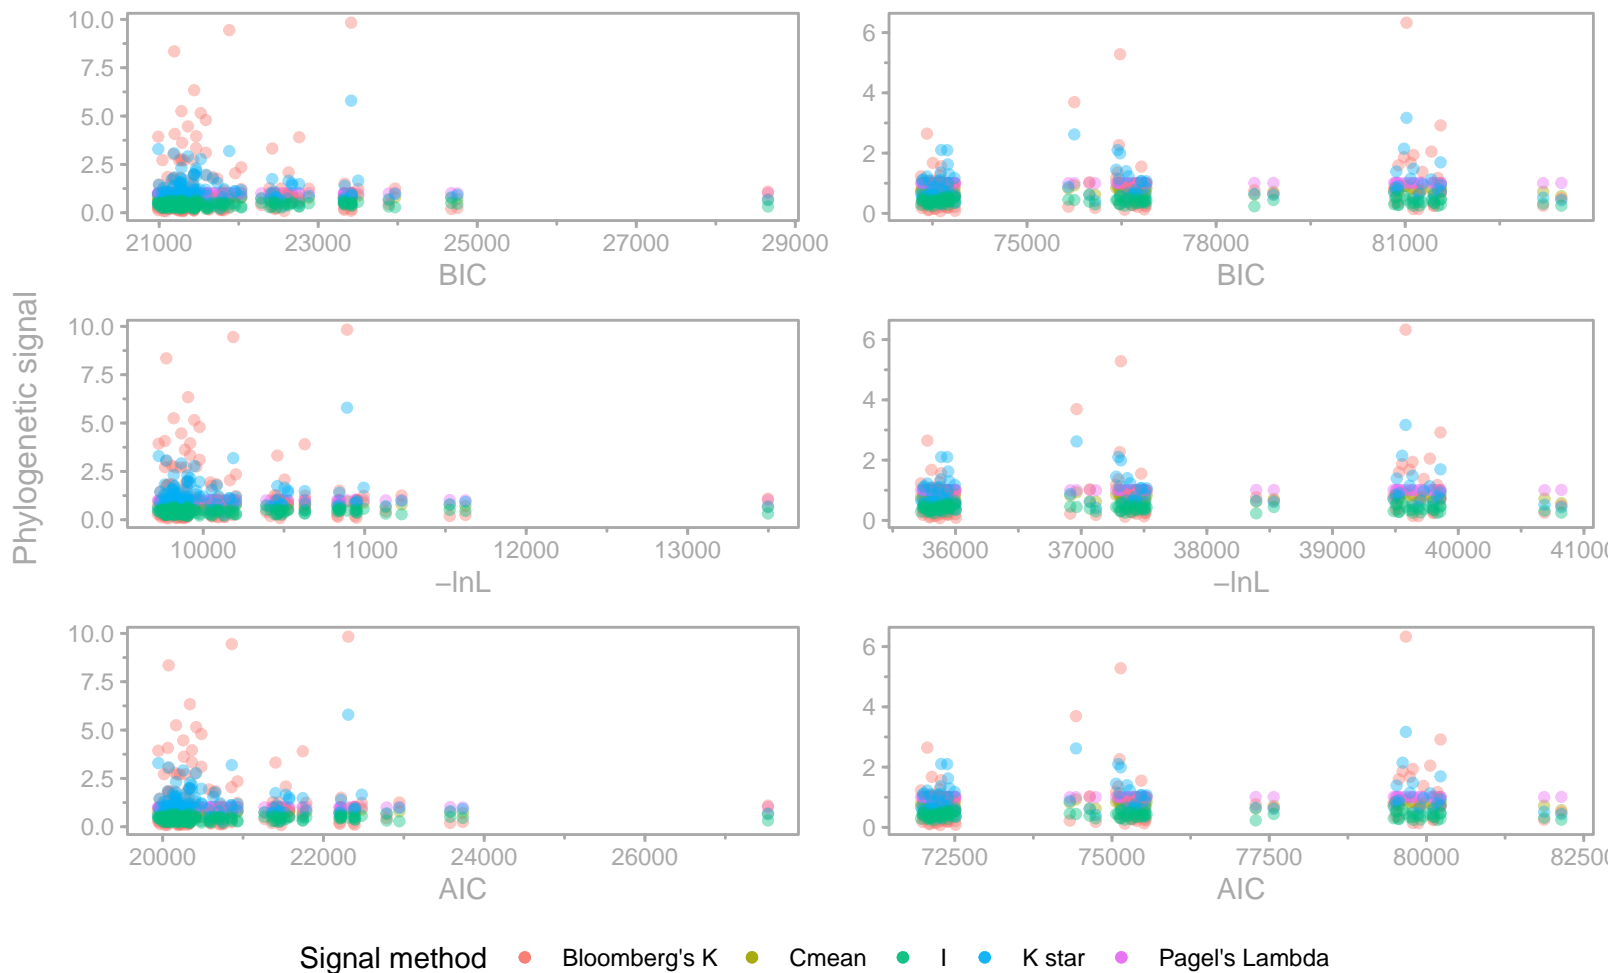 10.0
7.5
5.0
2.5
0.0
21000 23000 25000 27000 29000
BIC
6
4
2
0
75000 78000 81000
BIC
Phylogenetic signal
10.0
7.5
5.0
2.5
0.0
10000 11000 12000 13000
–lnL
6
4
2
0
36000 37000 38000 39000 40000 41000
–lnL
10.0
7.5
5.0
2.5
0.0
20000 22000 24000 26000
AIC
6
4
2
0
72500 75000 77500 80000 82500
AIC
Signal method Bloomberg's K Cmean I K star Pagel's Lambda